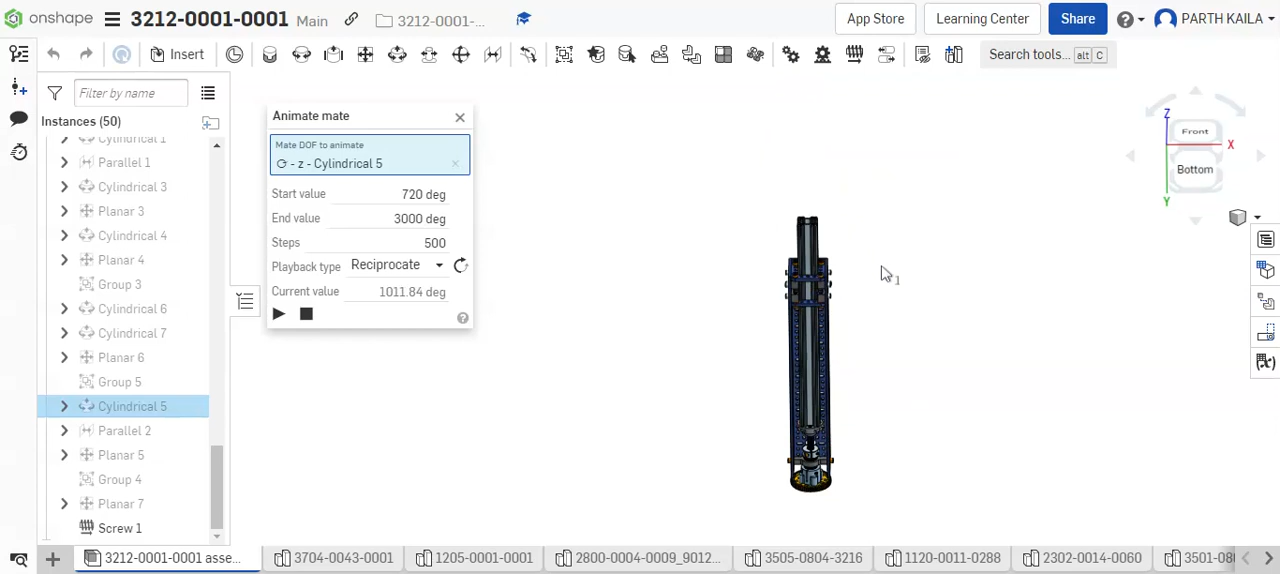 onshape 3212-0001-0001 Main 3212-0001-... App Store Learning Center Share PARTH KAILA
Insert Search tools... alt C
Filter by name
Instances (50)
Cylindrical 1
Parallel 1
Cylindrical 3
Planar 3
Cylindrical 4
Planar 4
Group 3
Cylindrical 6
Cylindrical 7
Planar 6
Group 5
Cylindrical 5
Parallel 2
Planar 5
Group 4
Planar 7
Screw 1
Animate mate
Mate DOF to animate
- z - Cylindrical 5
Start value 720 deg
End value 3000 deg
Steps 500
Playback type Reciprocate
Current value 1011.84 deg
1
Z
Front
X
Bottom
Y
3212-0001-0001 asse... 3704-0043-0001 1205-0001-0001 2800-0004-0009_9012... 3505-0804-3216 1120-0011-0288 2302-0014-0060 3501-08